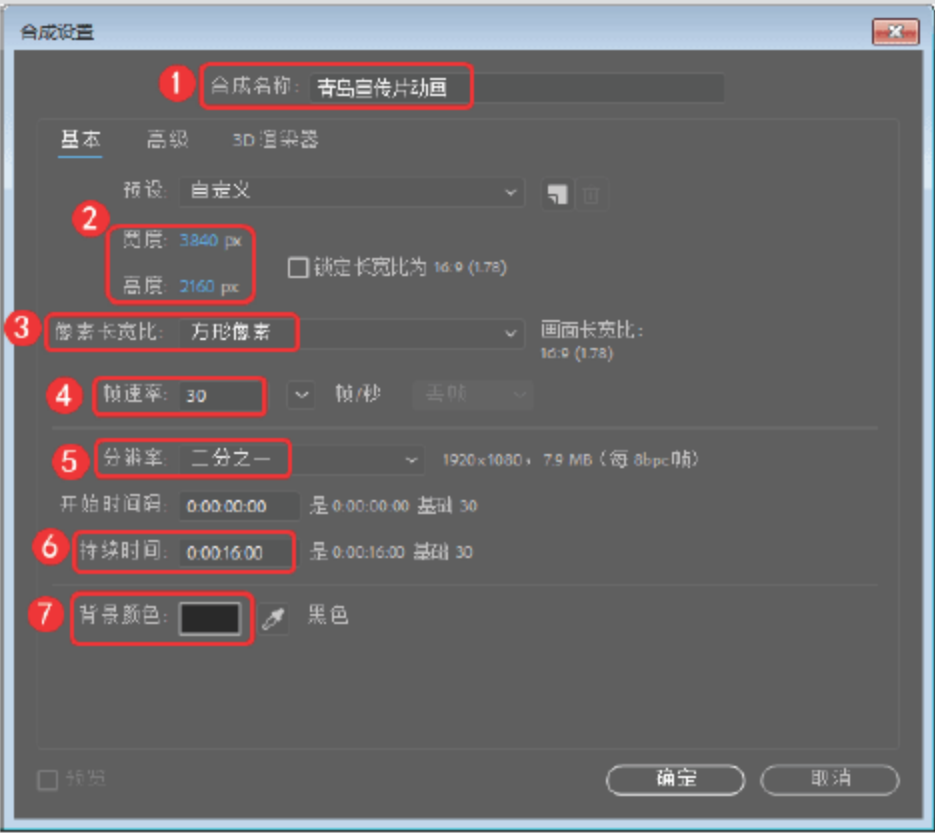 合成设置
1 合成名称: 青岛宣传片动画
基本 高级 3D 渲染器
预设: 自定义
2
宽度: 3840 px
锁定长宽比为 16:9 (1.78)
高度: 2160 px
3 像素长宽比: 方形像素 画面长宽比:
16:9 (1.78)
4 帧速率: 30 帧/秒 丢帧
5 分辨率: 二分之一 1920x1080，7.9 MB（每 8bpc帧）
开始时间码: 0:00:00:00 是 0:00:00:00 基础 30
6 持续时间: 0:00:16:00 是 0:00:16:00 基础 30
7 背景颜色: 黑色
预览 确定 取消